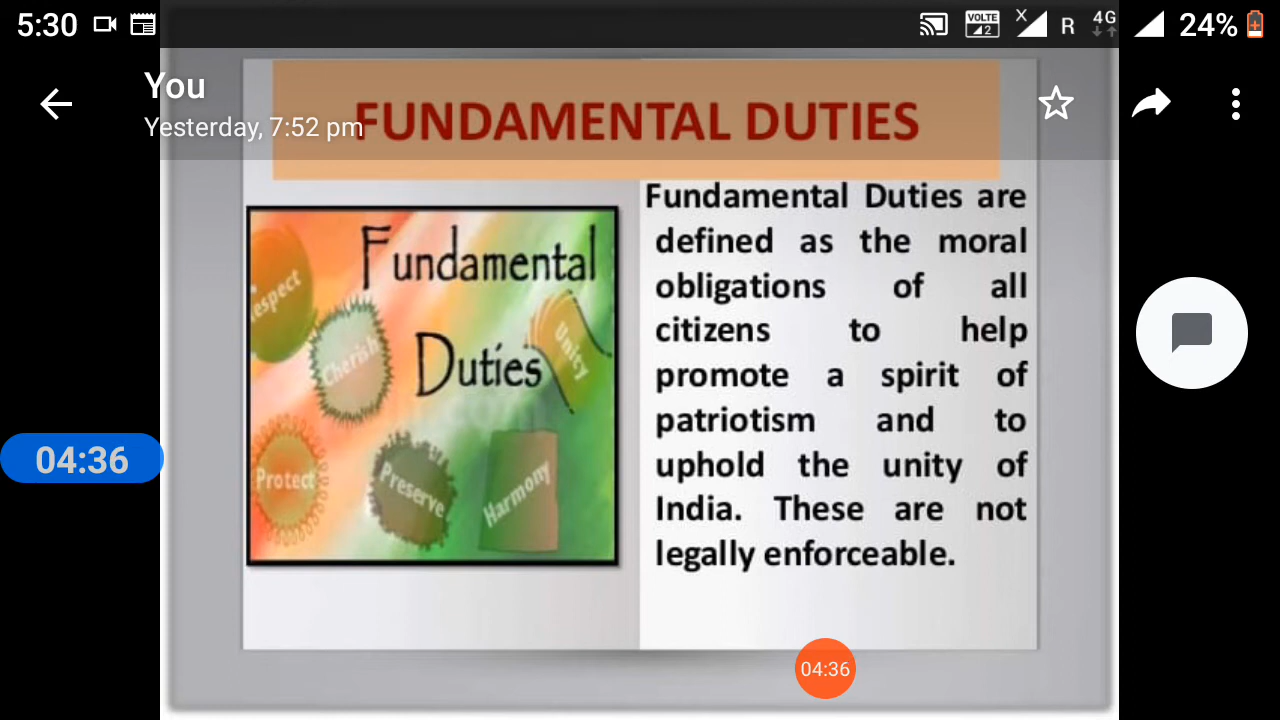 5:30
VOLTE
2
X
R
4G
24%
You
Yesterday, 7:52 pm
FUNDAMENTAL DUTIES
Fundamental
Duties
Cherish
Unity
Protect
Preserve
Harmony
Fundamental Duties are
defined as the moral
obligations of all
citizens to help
promote a spirit of
patriotism and to
uphold the unity of
India. These are not
legally enforceable.
04:36
04:36